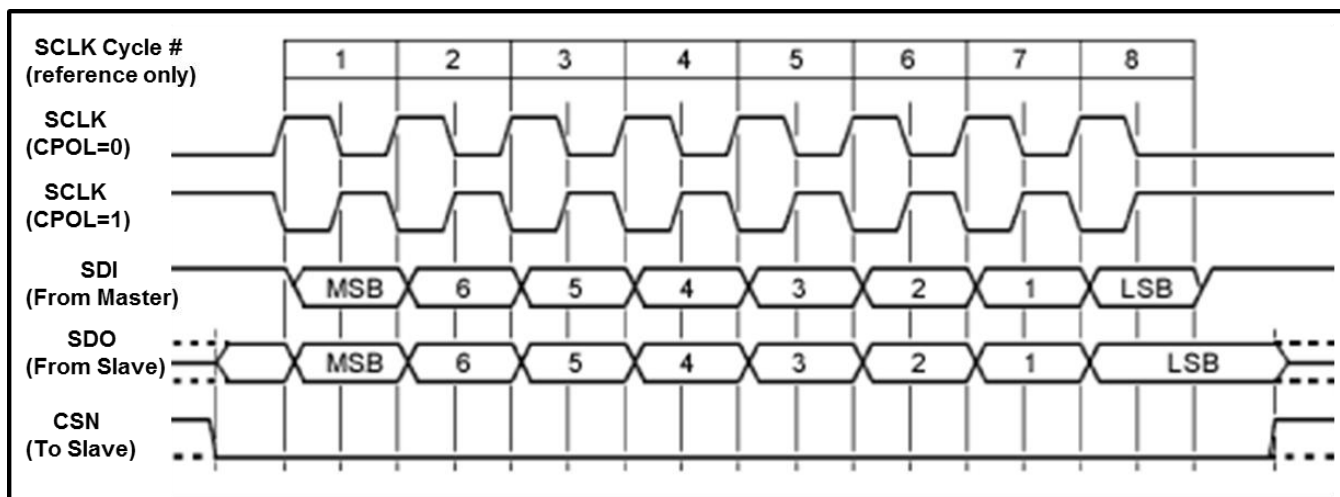 SCLK Cycle #
(reference only)
1 2 3 4 5 6 7 8
SCLK
(CPOL=0)
SCLK
(CPOL=1)
SDI
(From Master)
MSB 6 5 4 3 2 1 LSB
SDO
(From Slave)
MSB 6 5 4 3 2 1 LSB
CSN
(To Slave)